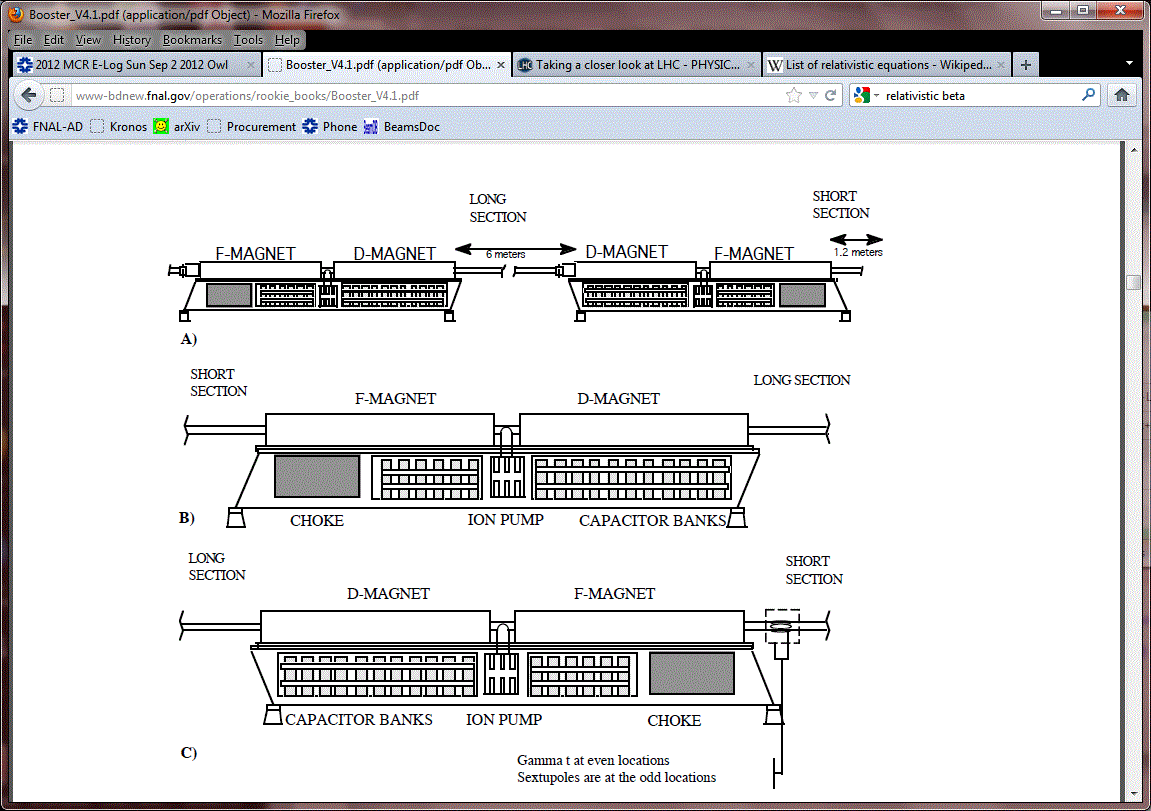 Booster_V4.1.pdf (application/pdf Object) - Mozilla Firefox
File Edit View History Bookmarks Tools Help
2012 MCR E-Log Sun Sep 2 2012 Owl
Booster_V4.1.pdf (application/pdf Ob...
LHC Taking a closer look at LHC - PHYSIC...
W List of relativistic equations - Wikiped...
www-bdnew.fnal.gov/operations/rookie_books/Booster_V4.1.pdf
relativistic beta
FNAL-AD Kronos arXiv Procurement Phone BeamsDoc
LONG
SECTION
SHORT
SECTION
F-MAGNET D-MAGNET 6 meters D-MAGNET F-MAGNET 1.2 meters
A)
SHORT
SECTION
LONG SECTION
F-MAGNET D-MAGNET
B)
CHOKE ION PUMP CAPACITOR BANKS
LONG
SECTION
SHORT
SECTION
D-MAGNET F-MAGNET
CAPACITOR BANKS ION PUMP CHOKE
C)
Gamma t at even locations
Sextupoles are at the odd locations